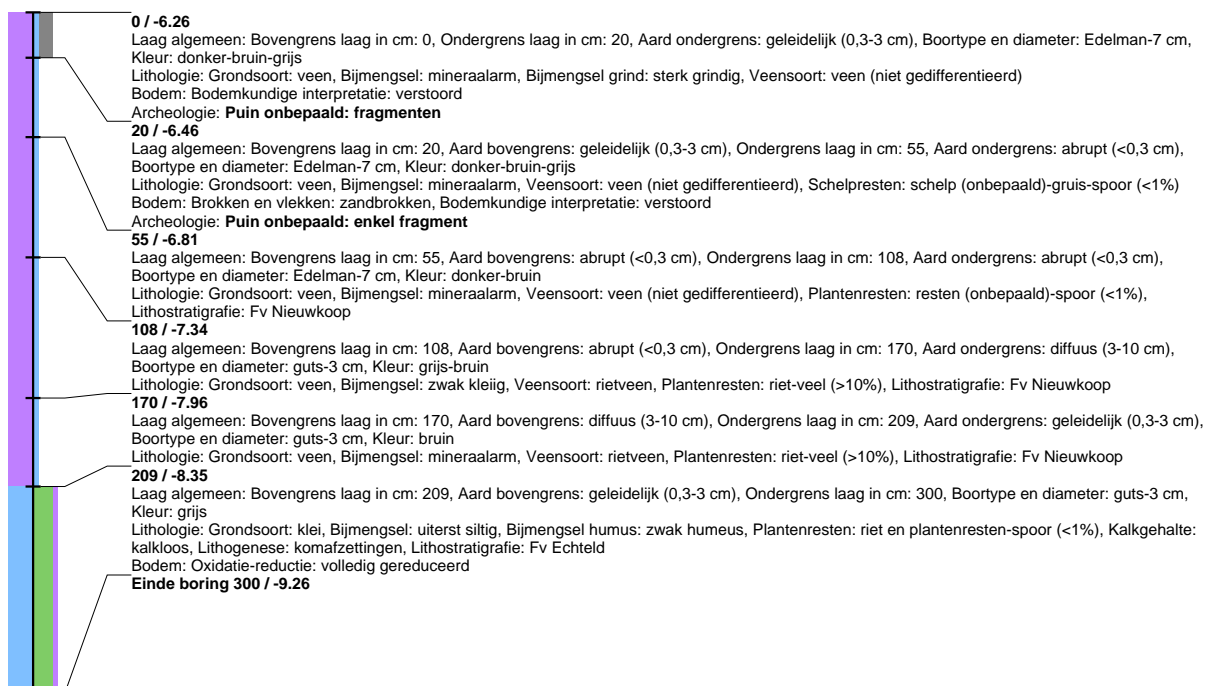 0 / -6.26
Laag algemeen: Bovengrens laag in cm: 0, Ondergrens laag in cm: 20, Aard ondergrens: geleidelijk (0,3-3 cm), Boortype en diameter: Edelman-7 cm,
Kleur: donker-bruin-grijs
Lithologie: Grondsoort: veen, Bijmengsel: mineraalarm, Bijmengsel grind: sterk grindig, Veensoort: veen (niet gedifferentieerd)
Bodem: Bodemkundige interpretatie: verstoord
Archeologie: Puin onbepaald: fragmenten
20 / -6.46
Laag algemeen: Bovengrens laag in cm: 20, Aard bovengrens: geleidelijk (0,3-3 cm), Ondergrens laag in cm: 55, Aard ondergrens: abrupt (<0,3 cm),
Boortype en diameter: Edelman-7 cm, Kleur: donker-bruin-grijs
Lithologie: Grondsoort: veen, Bijmengsel: mineraalarm, Veensoort: veen (niet gedifferentieerd), Schelpresten: schelp (onbepaald)-gruis-spoor (<1%)
Bodem: Brokken en vlekken: zandbrokken, Bodemkundige interpretatie: verstoord
Archeologie: Puin onbepaald: enkel fragment
55 / -6.81
Laag algemeen: Bovengrens laag in cm: 55, Aard bovengrens: abrupt (<0,3 cm), Ondergrens laag in cm: 108, Aard ondergrens: abrupt (<0,3 cm),
Boortype en diameter: Edelman-7 cm, Kleur: donker-bruin
Lithologie: Grondsoort: veen, Bijmengsel: mineraalarm, Veensoort: veen (niet gedifferentieerd), Plantenresten: resten (onbepaald)-spoor (<1%),
Lithostratigrafie: Fv Nieuwkoop
108 / -7.34
Laag algemeen: Bovengrens laag in cm: 108, Aard bovengrens: abrupt (<0,3 cm), Ondergrens laag in cm: 170, Aard ondergrens: diffuus (3-10 cm),
Boortype en diameter: guts-3 cm, Kleur: grijs-bruin
Lithologie: Grondsoort: veen, Bijmengsel: zwak kleiig, Veensoort: rietveen, Plantenresten: riet-veel (>10%), Lithostratigrafie: Fv Nieuwkoop
170 / -7.96
Laag algemeen: Bovengrens laag in cm: 170, Aard bovengrens: diffuus (3-10 cm), Ondergrens laag in cm: 209, Aard ondergrens: geleidelijk (0,3-3 cm),
Boortype en diameter: guts-3 cm, Kleur: bruin
Lithologie: Grondsoort: veen, Bijmengsel: mineraalarm, Veensoort: rietveen, Plantenresten: riet-veel (>10%), Lithostratigrafie: Fv Nieuwkoop
209 / -8.35
Laag algemeen: Bovengrens laag in cm: 209, Aard bovengrens: geleidelijk (0,3-3 cm), Ondergrens laag in cm: 300, Boortype en diameter: guts-3 cm,
Kleur: grijs
Lithologie: Grondsoort: klei, Bijmengsel: uiterst siltig, Bijmengsel humus: zwak humeus, Plantenresten: riet en plantenresten-spoor (<1%), Kalkgehalte:
kalkloos, Lithogenese: komafzettingen, Lithostratigrafie: Fv Echteld
Bodem: Oxidatie-reductie: volledig gereduceerd
Einde boring 300 / -9.26